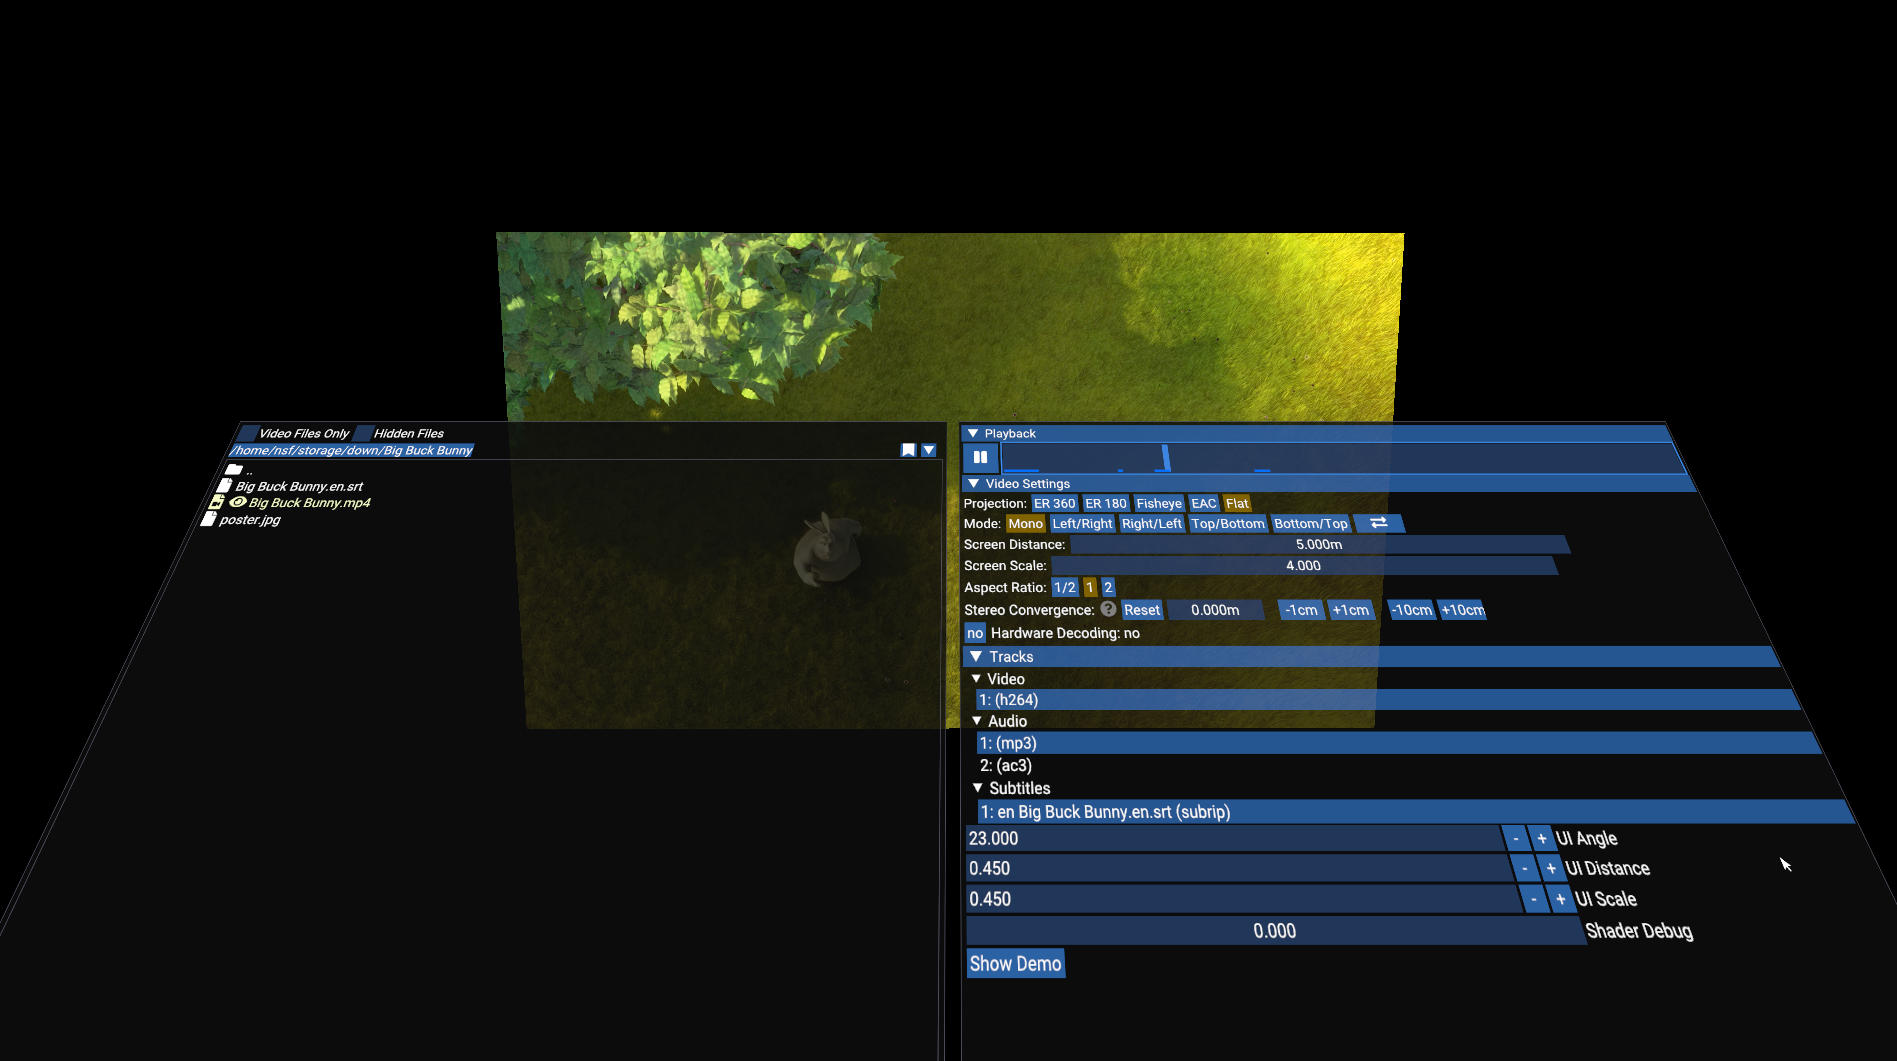 Video Files Only Hidden Files
/home/nsf/storage/down/Big Buck Bunny
..
Big Buck Bunny.en.srt
Big Buck Bunny.mp4
poster.jpg
Playback
Video Settings
Projection: ER 360 ER 180 Fisheye EAC Flat
Mode: Mono Left/Right Right/Left Top/Bottom Bottom/Top
Screen Distance: 5.000m
Screen Scale: 4.000
Aspect Ratio: 1/2 1 2
Stereo Convergence: ? Reset 0.000m -1cm +1cm -10cm +10cm
no Hardware Decoding: no
Tracks
Video
1: (h264)
Audio
1: (mp3)
2: (ac3)
Subtitles
1: en Big Buck Bunny.en.srt (subrip)
23.000 - + UI Angle
0.450 - + UI Distance
0.450 - + UI Scale
0.000 Shader Debug
Show Demo